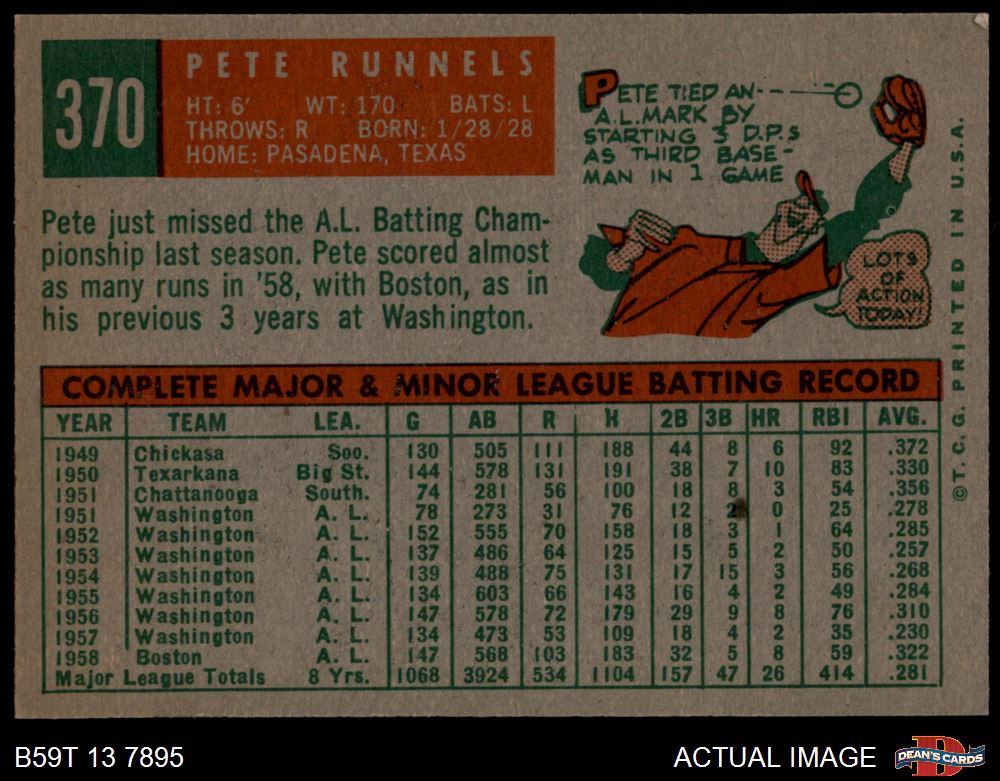 370
PETE RUNNELS
HT: 6' WT: 170 BATS: L
THROWS: R BORN: 1/28/28
HOME: PASADENA, TEXAS
PETE TIED AN
A.L. MARK BY
STARTING 3 D.P.s
AS THIRD BASE-
MAN IN 1 GAME
LOTS
OF
ACTION
TODAY!
Pete just missed the A.L. Batting Cham-
pionship last season. Pete scored almost
as many runs in '58, with Boston, as in
his previous 3 years at Washington.
COMPLETE MAJOR & MINOR LEAGUE BATTING RECORD
YEAR TEAM LEA. G AB R H 2B 3B HR RBI AVG.
1949 Chickasa Soo. 130 505 111 188 44 8 6 92 .372
1950 Texarkana Big St. 144 578 131 191 38 7 10 83 .330
1951 Chattanooga South. 74 281 56 100 18 8 3 54 .356
1951 Washington A. L. 78 273 31 76 12 2 0 25 .278
1952 Washington A. L. 152 555 70 158 18 3 1 64 .285
1953 Washington A. L. 137 486 64 125 15 5 2 50 .257
1954 Washington A. L. 139 488 75 131 17 15 3 56 .268
1955 Washington A. L. 134 603 66 143 16 4 2 49 .284
1956 Washington A. L. 147 578 72 179 29 9 8 76 .310
1957 Washington A. L. 134 473 53 109 18 4 2 35 .230
1958 Boston A. L. 147 568 103 183 32 5 8 59 .322
Major League Totals 8 Yrs. 1068 3924 534 1104 157 47 26 414 .281
©T.C.G. PRINTED IN U.S.A.
B59T 13 7895
ACTUAL IMAGE
D
DEAN'S CARDS